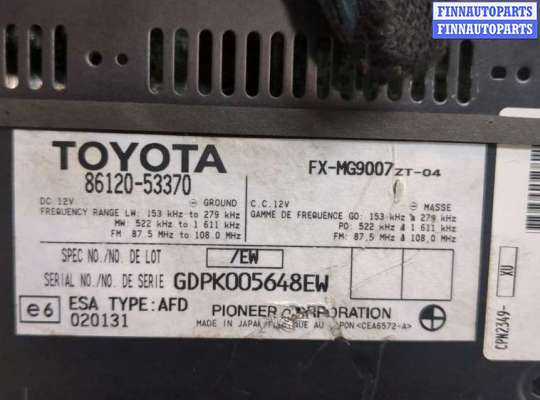 FINNAUTOPARTS
FINNAUTOPARTS
FINNAUTOPARTS
TOYOTA
86120-53370
FX-MG9007ZT-04
DC 12V ⊖ GROUND
FREQUENCY RANGE LW: 153 kHz to 279 kHz
MW: 522 kHz to 1 611 kHz
FM: 87.5 MHz to 108.0 MHz
C.C. 12V ⊖ MASSE
GAMME DE FREQUENCE GO: 153 kHz à 279 kHz
PO: 522 kHz à 1 611 kHz
FM: 87.5 MHz à 108.0 MHz
SPEC NO./NO. DE LOT /EW
SERIAL NO./NO. DE SERIE GDPK005648EW
e6 ESA TYPE:AFD
020131
PIONEER CORPORATION
MADE IN JAPAN AU <CEA6572-A>
CPN2349- XU